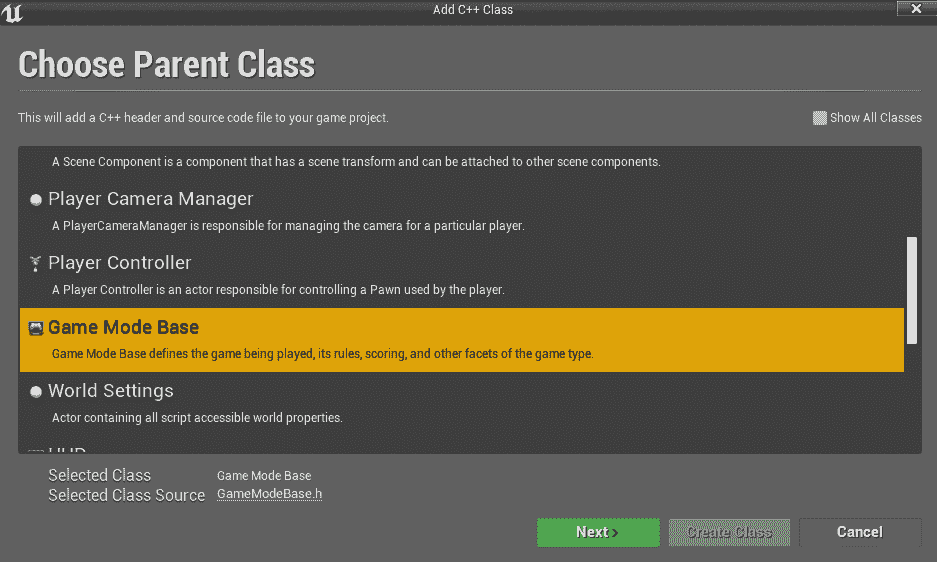 Add C++ Class
Choose Parent Class
This will add a C++ header and source code file to your game project.
Show All Classes
A Scene Component is a component that has a scene transform and can be attached to other scene components.
Player Camera Manager
A PlayerCameraManager is responsible for managing the camera for a particular player.
Player Controller
A Player Controller is an actor responsible for controlling a Pawn used by the player.
Game Mode Base
Game Mode Base defines the game being played, its rules, scoring, and other facets of the game type.
World Settings
Actor containing all script accessible world properties.
HUD
Selected Class Game Mode Base
Selected Class Source GameModeBase.h
Next > Create Class Cancel